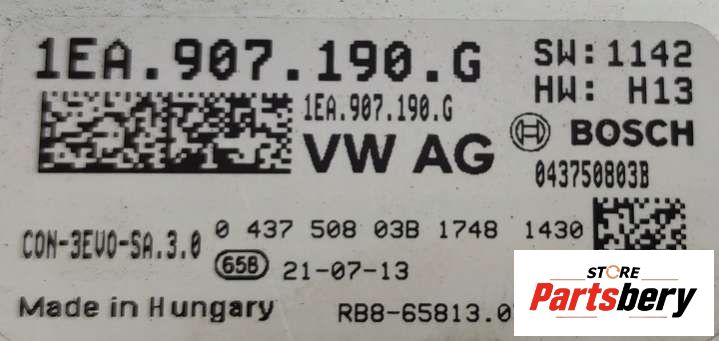 1EA.907.190.G
SW:1142
HW: H13
1EA.907.190.G
VW AG
BOSCH
043750803B
CON-3EVO-SA.3.0
0 437 508 03B 1748 1430
65B
21-07-13
Made in Hungary
RB8-65813.0
STORE
Partsbery